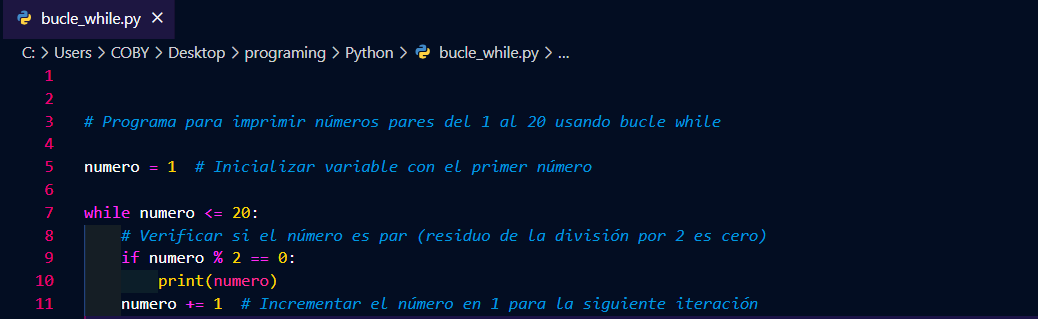 bucle_while.py ×
C: > Users > COBY > Desktop > programing > Python > bucle_while.py > ...
1
2
3 # Programa para imprimir números pares del 1 al 20 usando bucle while
4
5 numero = 1  # Inicializar variable con el primer número
6
7 while numero <= 20:
8     # Verificar si el número es par (residuo de la división por 2 es cero)
9     if numero % 2 == 0:
10         print(numero)
11     numero += 1  # Incrementar el número en 1 para la siguiente iteración